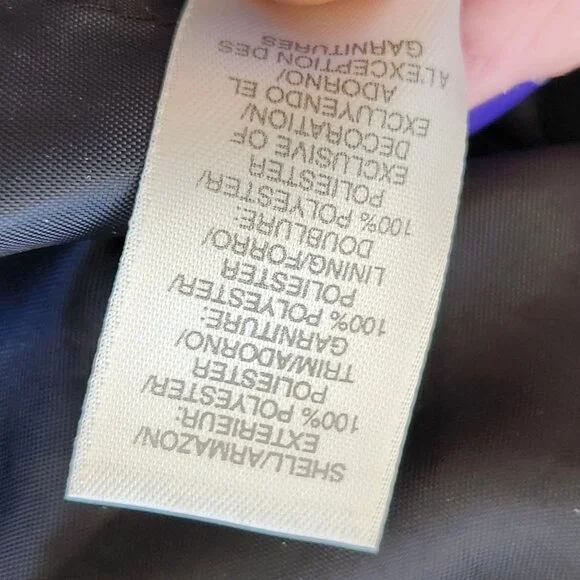 SHELL/ARMAZON/
EXTERIEUR:
100% POLYESTER/
POLIESTER
TRIM/ADORNO/
GARNITURE:
100% POLYESTER/
POLIESTER
LINING/FORRO/
DOUBLURE:
100% POLYESTER/
POLIESTER
EXCLUSIVE OF
DECORATION/
EXCLUYENDO EL
ADORNO/
AL'EXCEPTION DES
GARNITURES